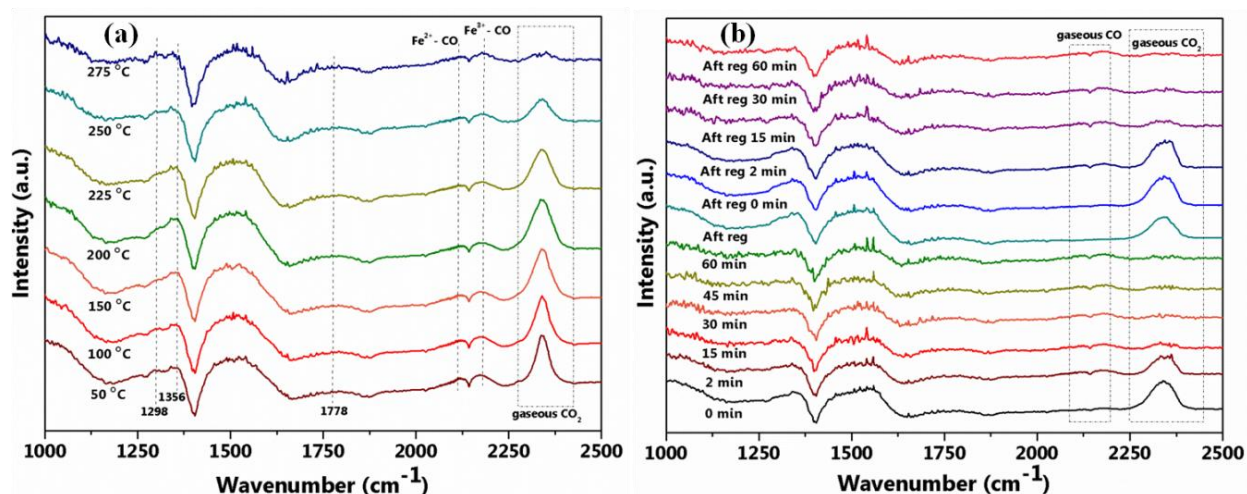 (a)
Fe²⁺ - CO
Fe³⁺ - CO
275 °C
250 °C
225 °C
200 °C
150 °C
100 °C
50 °C
1356
1298
1778
gaseous CO₂
Intensity (a.u.)
1000 1250 1500 1750 2000 2250 2500
Wavenumber (cm⁻¹)
(b)
gaseous CO
gaseous CO₂
Aft reg 60 min
Aft reg 30 min
Aft reg 15 min
Aft reg 2 min
Aft reg 0 min
Aft reg
60 min
45 min
30 min
15 min
2 min
0 min
Intensity (a.u.)
1000 1250 1500 1750 2000 2250 2500
Wavenumber (cm⁻¹)